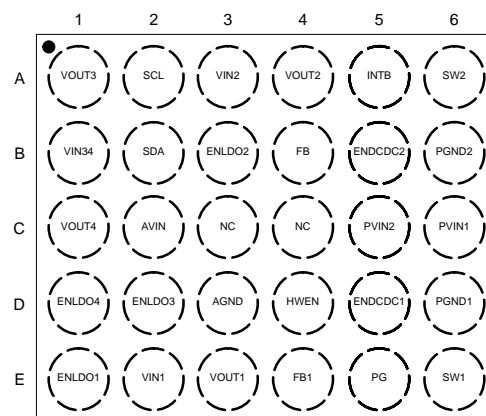 1 2 3 4 5 6
A VOUT3 SCL VIN2 VOUT2 INTB SW2
B VIN34 SDA ENLDO2 FB ENDCDC2 PGND2
C VOUT4 AVIN NC NC PVIN2 PVIN1
D ENLDO4 ENLDO3 AGND HWEN ENDCDC1 PGND1
E ENLDO1 VIN1 VOUT1 FB1 PG SW1